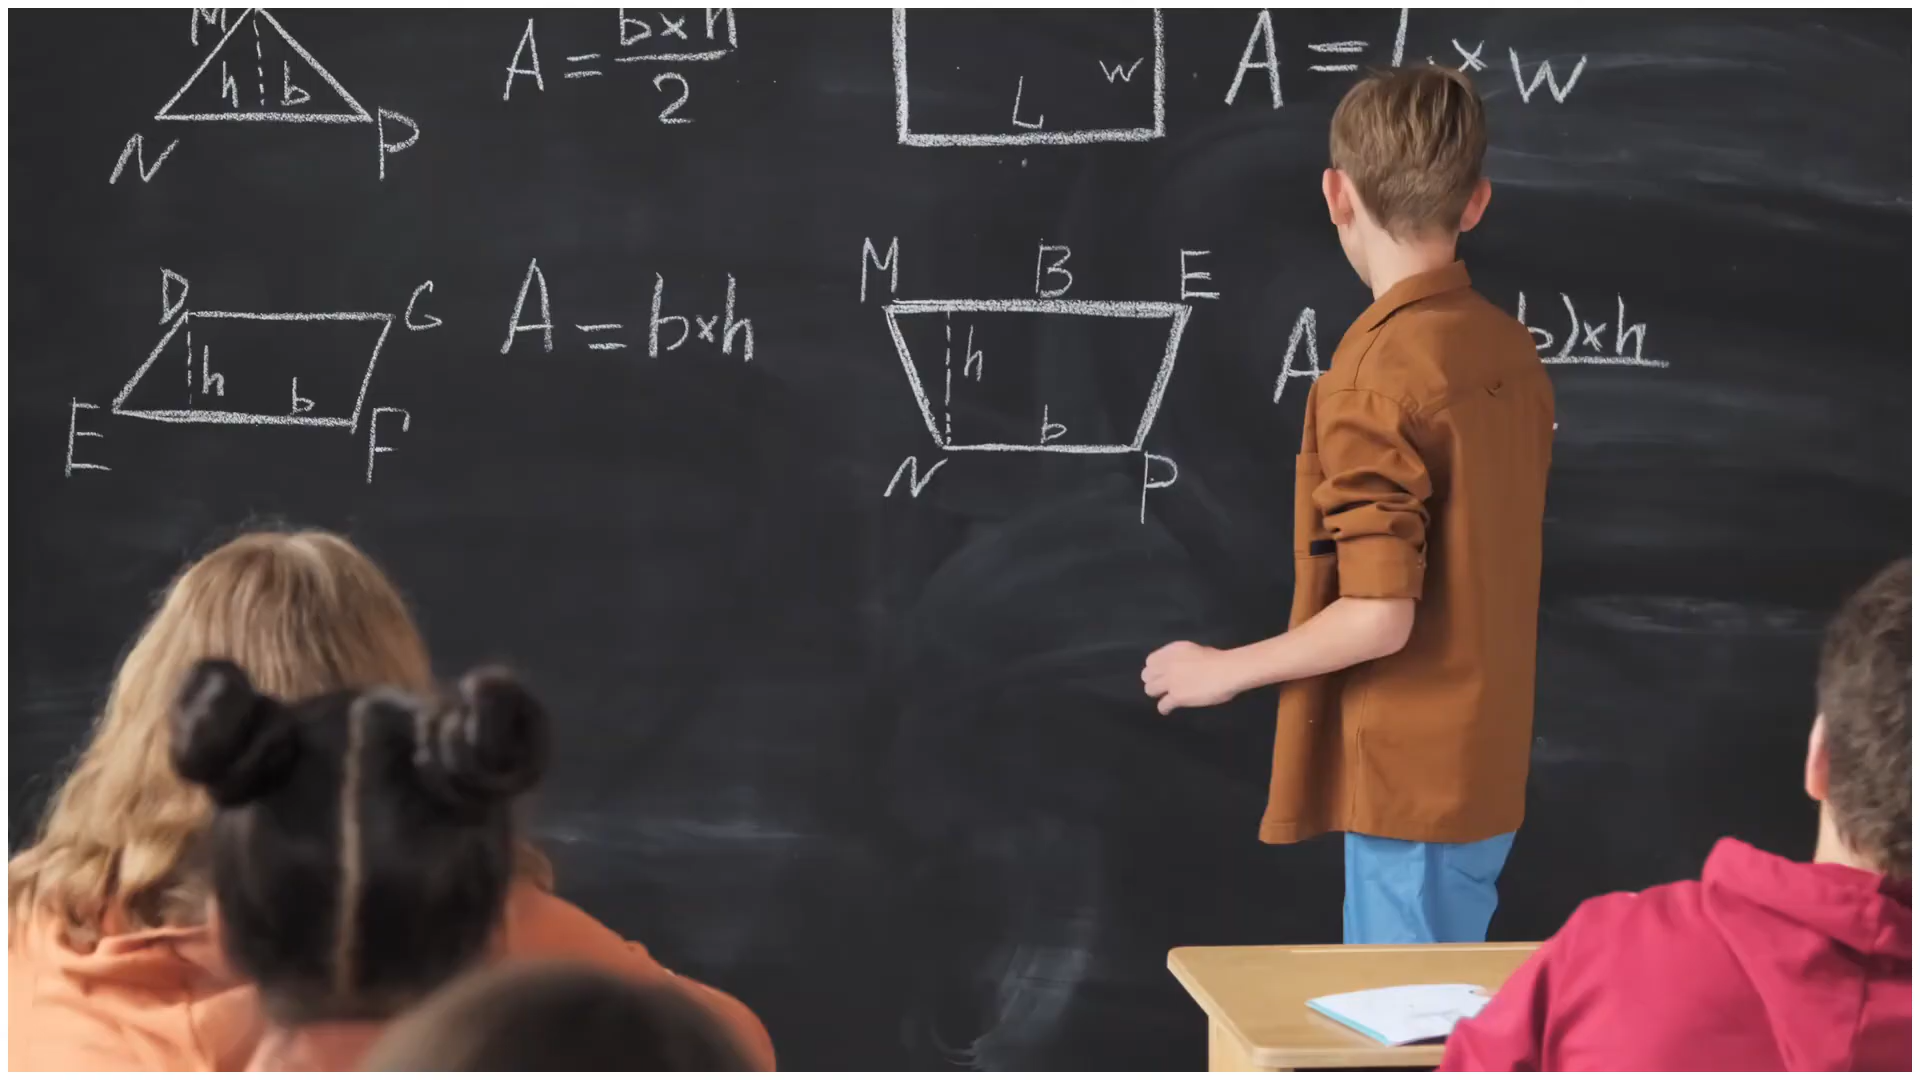 M
h b
N P
A = b×h
2
L w
A = L × w
D G
h b
E F
A = b×h
M B E
h
b
N P
A b)×h